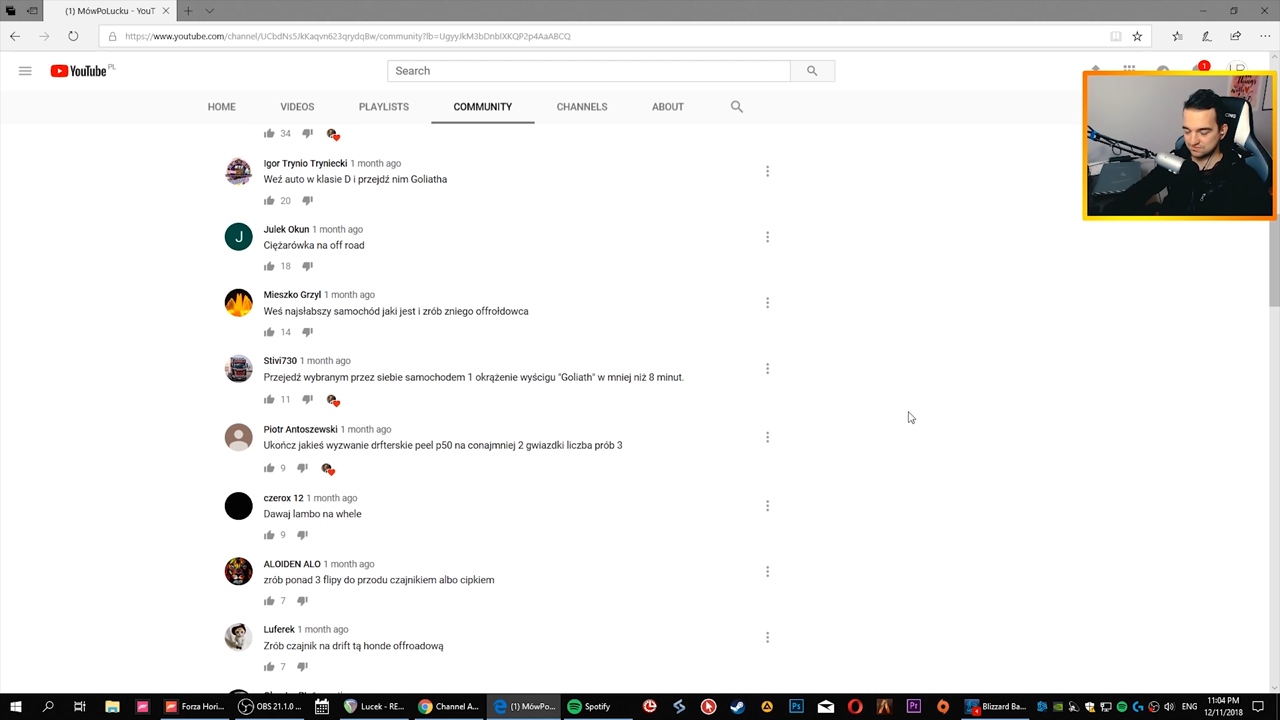 (1) MówPoLucku - YouT
https://www.youtube.com/channel/UCbdNs5JkKaqvn623qrydqBw/community?lb=UgyyJkM3bDnbIXKQP2p4AaABCQ
YouTube PL
Search
1
HOME VIDEOS PLAYLISTS COMMUNITY CHANNELS ABOUT
34
Igor Trynio Tryniecki 1 month ago
Weź auto w klasie D i przejdź nim Goliatha
20
J
Julek Okun 1 month ago
Ciężarówka na off road
18
Mieszko Grzyl 1 month ago
Weś najsłabszy samochód jaki jest i zrób zniego offrołdowca
14
Stivi730 1 month ago
Przejedź wybranym przez siebie samochodem 1 okrążenie wyścigu "Goliath" w mniej niż 8 minut.
11
Piotr Antoszewski 1 month ago
Ukończ jakieś wyzwanie drfterskie peel p50 na conajmniej 2 gwiazdki liczba prób 3
9
czerox 12 1 month ago
Dawaj lambo na whele
9
ALOIDEN ALO 1 month ago
zrób ponad 3 flipy do przodu czajnikiem albo cipkiem
7
Luferek 1 month ago
Zrób czajnik na drift tą honde offroadową
7
Forza Hori... OBS 21.1.0 ... Lucek - RE... Channel A... (1) MówPo... Spotify Blizzard Ba... ENG 11:04 PM
12/11/2018